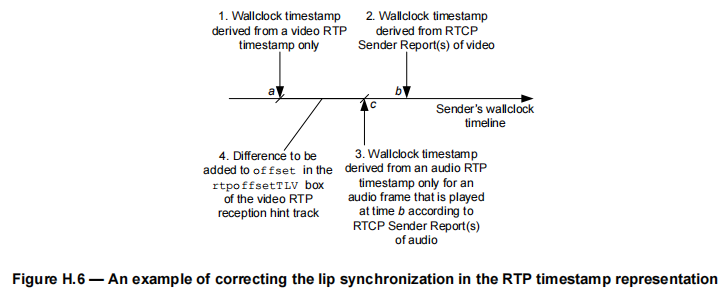 1. Wallclock timestamp
derived from a video RTP
timestamp only
2. Wallclock timestamp
derived from RTCP
Sender Report(s) of video
a
b
c
Sender's wallclock
timeline
4. Difference to be
added to offset in the
rtpoffsetTLV box
of the video RTP
reception hint track
3. Wallclock timestamp
derived from an audio RTP
timestamp only for an
audio frame that is played
at time b according to
RTCP Sender Report(s)
of audio
Figure H.6 — An example of correcting the lip synchronization in the RTP timestamp representation